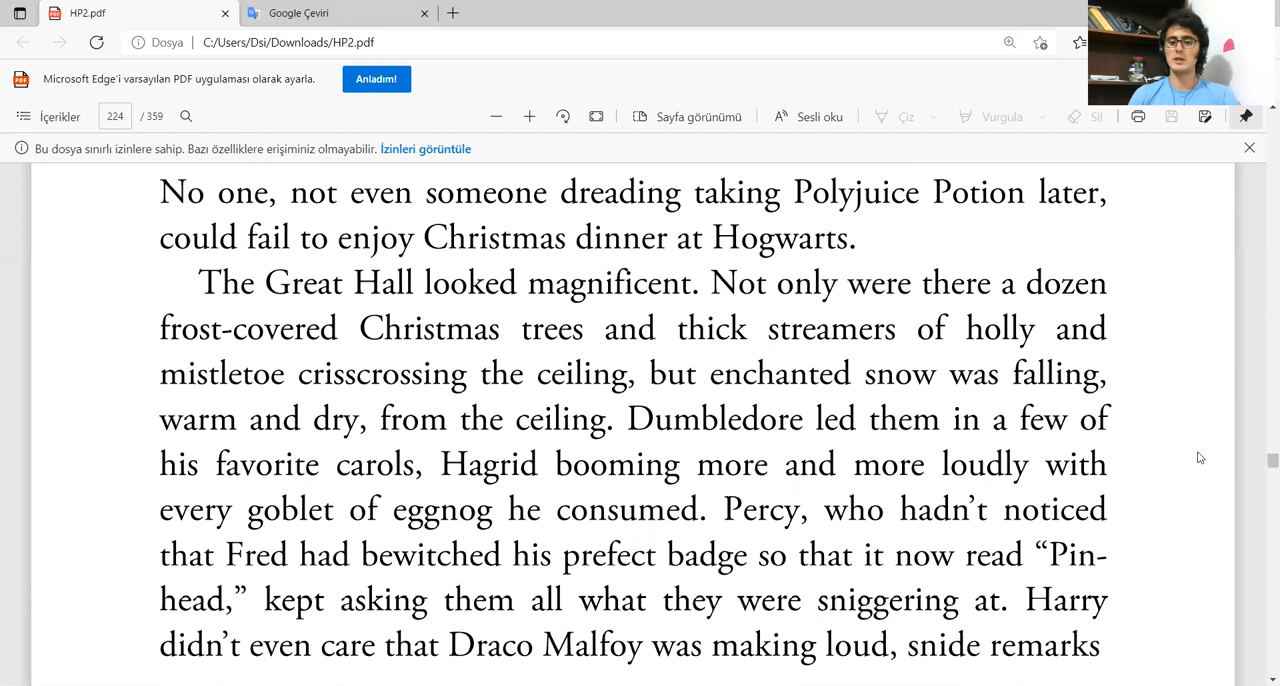 HP2.pdf
Google Çeviri
Dosya
C:/Users/Dsi/Downloads/HP2.pdf
Microsoft Edge'i varsayılan PDF uygulaması olarak ayarla.
Anladım!
İçerikler
224
/ 359
Sayfa görünümü
Sesli oku
Çiz
Vurgula
Sil
Bu dosya sınırlı izinlere sahip. Bazı özelliklere erişiminiz olmayabilir. İzinleri görüntüle
No one, not even someone dreading taking Polyjuice Potion later,
could fail to enjoy Christmas dinner at Hogwarts.
The Great Hall looked magnificent. Not only were there a dozen
frost-covered Christmas trees and thick streamers of holly and
mistletoe crisscrossing the ceiling, but enchanted snow was falling,
warm and dry, from the ceiling. Dumbledore led them in a few of
his favorite carols, Hagrid booming more and more loudly with
every goblet of eggnog he consumed. Percy, who hadn't noticed
that Fred had bewitched his prefect badge so that it now read “Pin-
head,” kept asking them all what they were sniggering at. Harry
didn't even care that Draco Malfoy was making loud, snide remarks